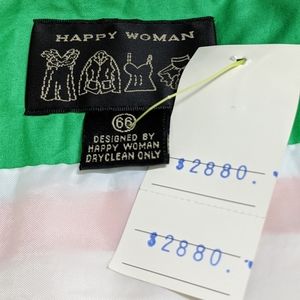 HAPPY WOMAN
66
DESIGNED BY
HAPPY WOMAN
DRYCLEAN ONLY
$2880.
$2880.